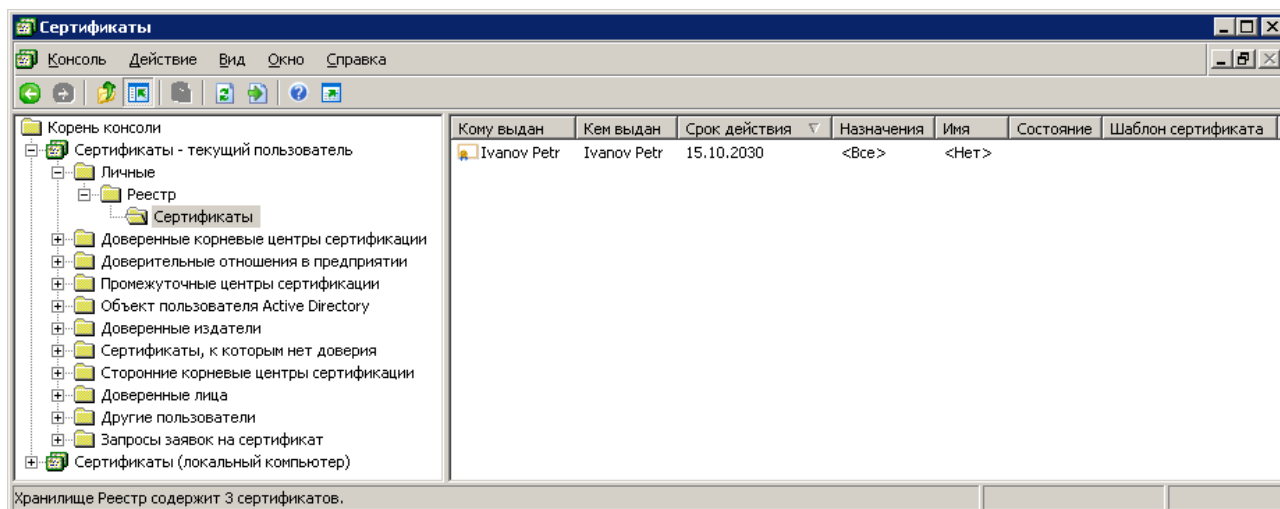 Сертификаты
Консоль Действие Вид Окно Справка
Корень консоли
Сертификаты - текущий пользователь
Личные
Реестр
Сертификаты
Доверенные корневые центры сертификации
Доверительные отношения в предприятии
Промежуточные центры сертификации
Объект пользователя Active Directory
Доверенные издатели
Сертификаты, к которым нет доверия
Сторонние корневые центры сертификации
Доверенные лица
Другие пользователи
Запросы заявок на сертификат
Сертификаты (локальный компьютер)
Кому выдан Кем выдан Срок действия Назначения Имя Состояние Шаблон сертификата
Ivanov Petr Ivanov Petr 15.10.2030 <Все> <Нет>
Хранилище Реестр содержит 3 сертификатов.